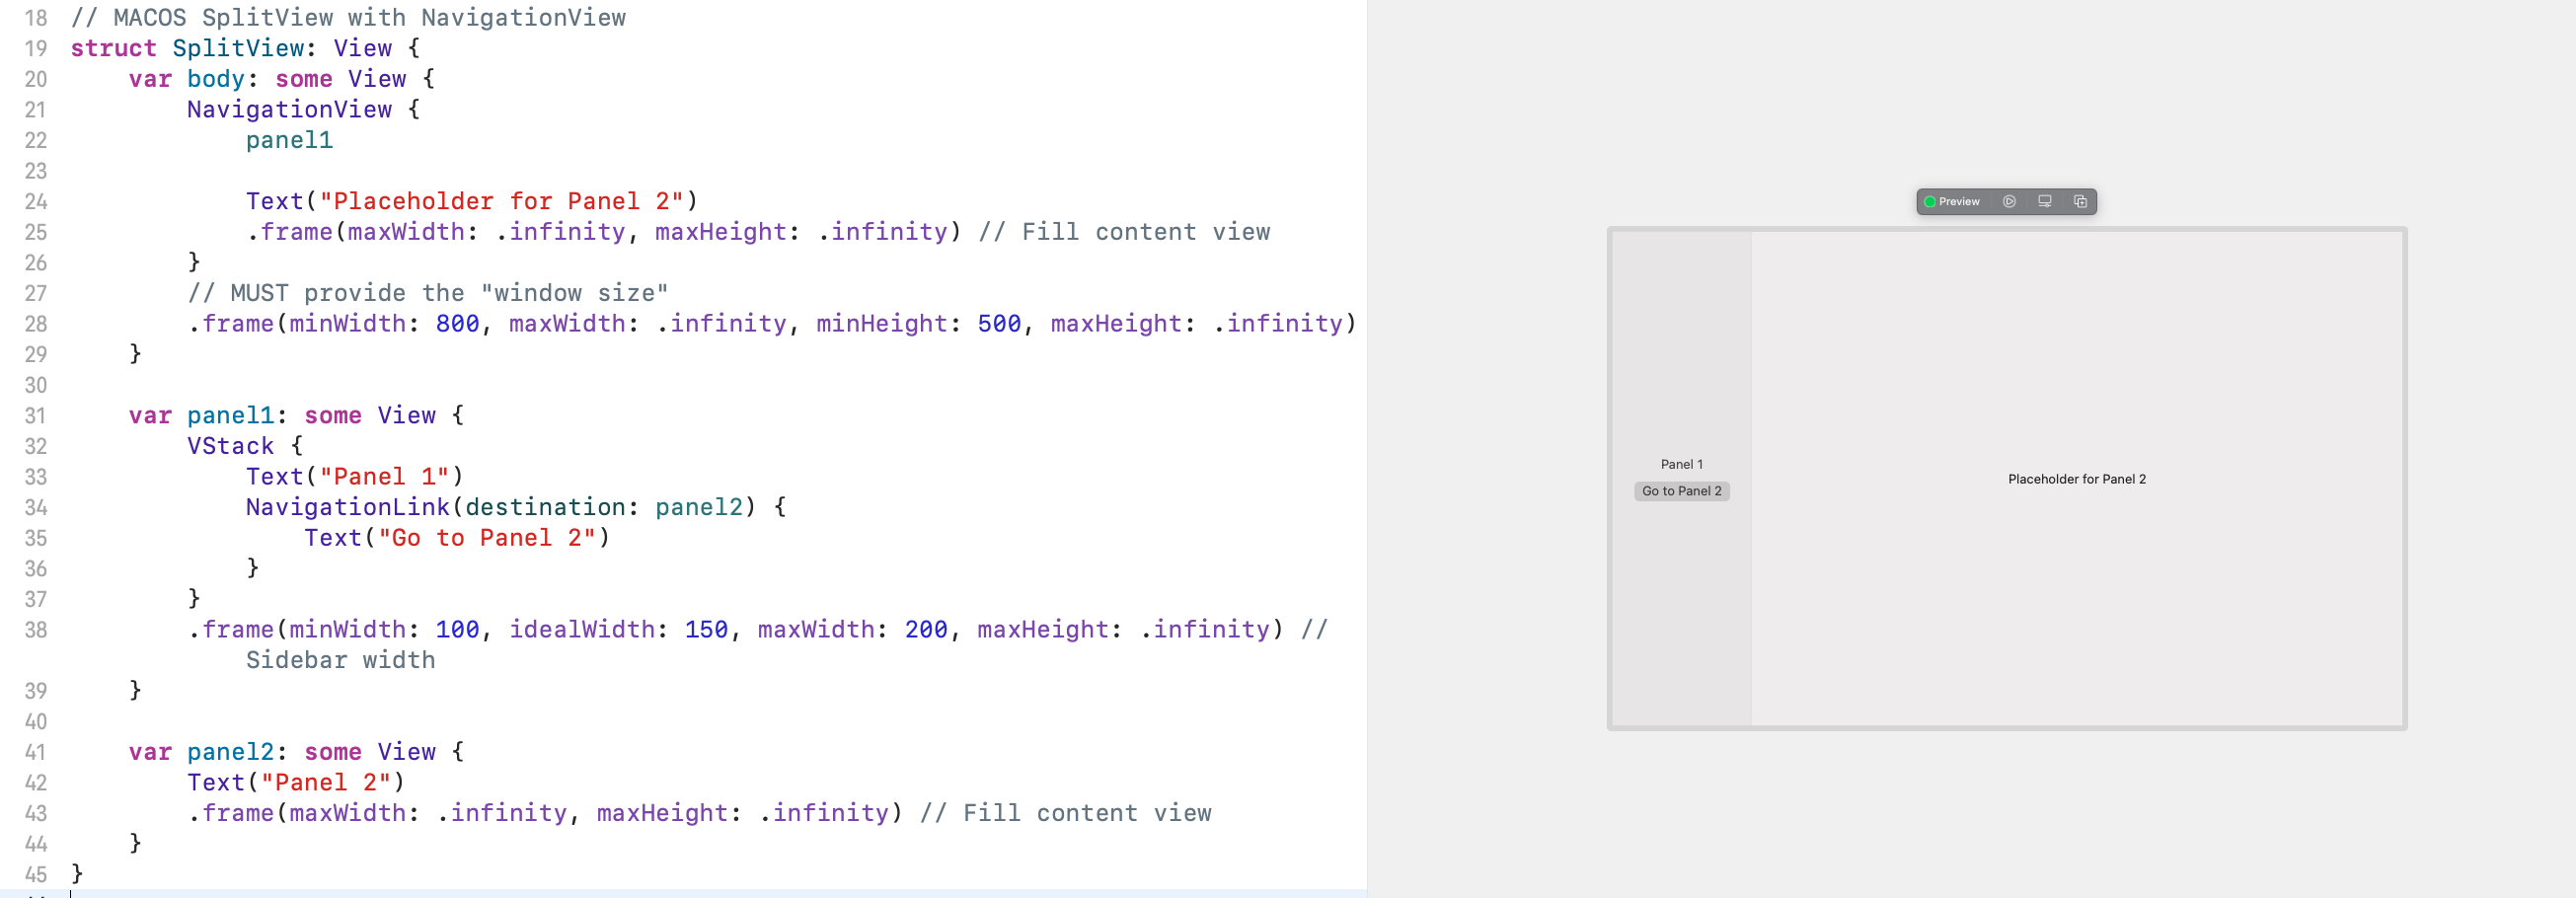 18 // MACOS SplitView with NavigationView
19 struct SplitView: View {
20     var body: some View {
21         NavigationView {
22             panel1
23
24             Text("Placeholder for Panel 2")
25             .frame(maxWidth: .infinity, maxHeight: .infinity) // Fill content view
26         }
27         // MUST provide the "window size"
28         .frame(minWidth: 800, maxWidth: .infinity, minHeight: 500, maxHeight: .infinity)
29     }
30
31     var panel1: some View {
32         VStack {
33             Text("Panel 1")
34             NavigationLink(destination: panel2) {
35                 Text("Go to Panel 2")
36             }
37         }
38         .frame(minWidth: 100, idealWidth: 150, maxWidth: 200, maxHeight: .infinity) //
            Sidebar width
39     }
40
41     var panel2: some View {
42         Text("Panel 2")
43         .frame(maxWidth: .infinity, maxHeight: .infinity) // Fill content view
44     }
45 }
Preview
Panel 1
Go to Panel 2
Placeholder for Panel 2